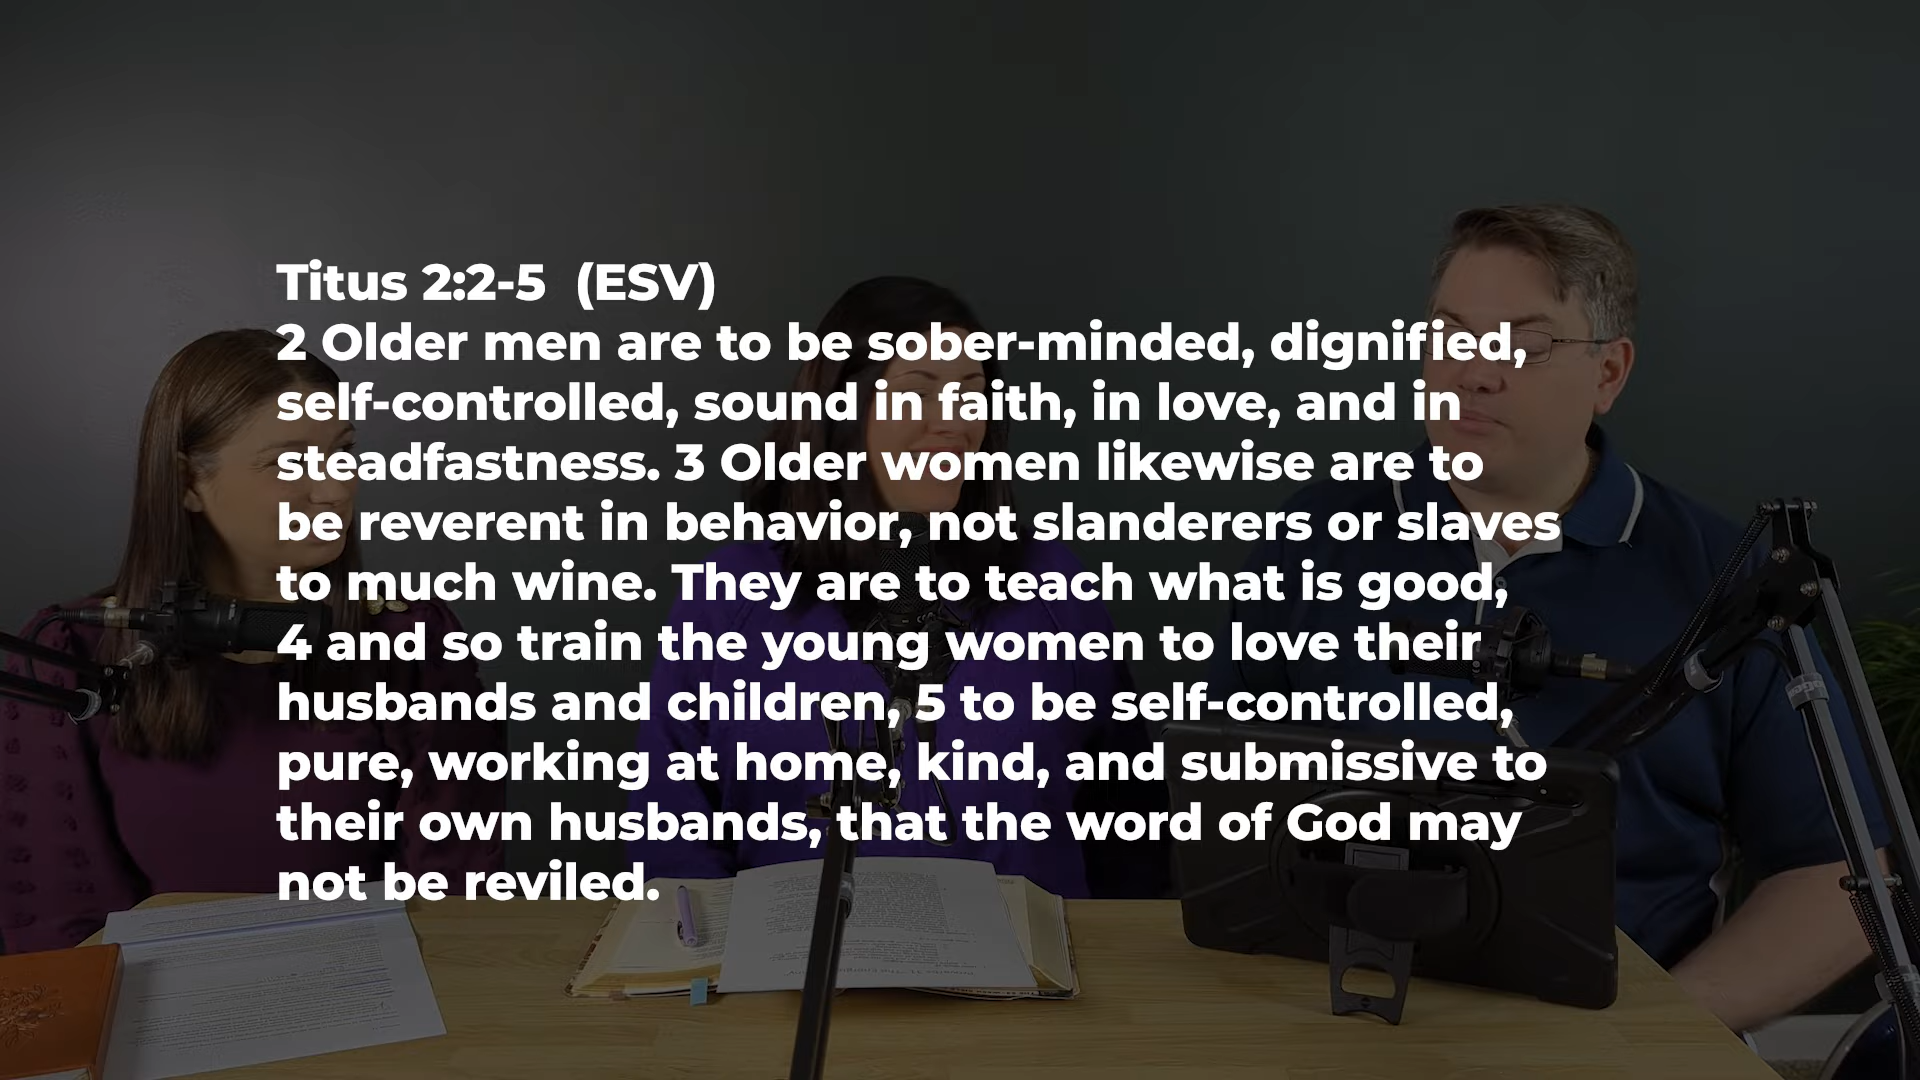 Titus 2:2-5  (ESV)
2 Older men are to be sober-minded, dignified,
self-controlled, sound in faith, in love, and in
steadfastness. 3 Older women likewise are to
be reverent in behavior, not slanderers or slaves
to much wine. They are to teach what is good,
4 and so train the young women to love their
husbands and children, 5 to be self-controlled,
pure, working at home, kind, and submissive to
their own husbands, that the word of God may
not be reviled.